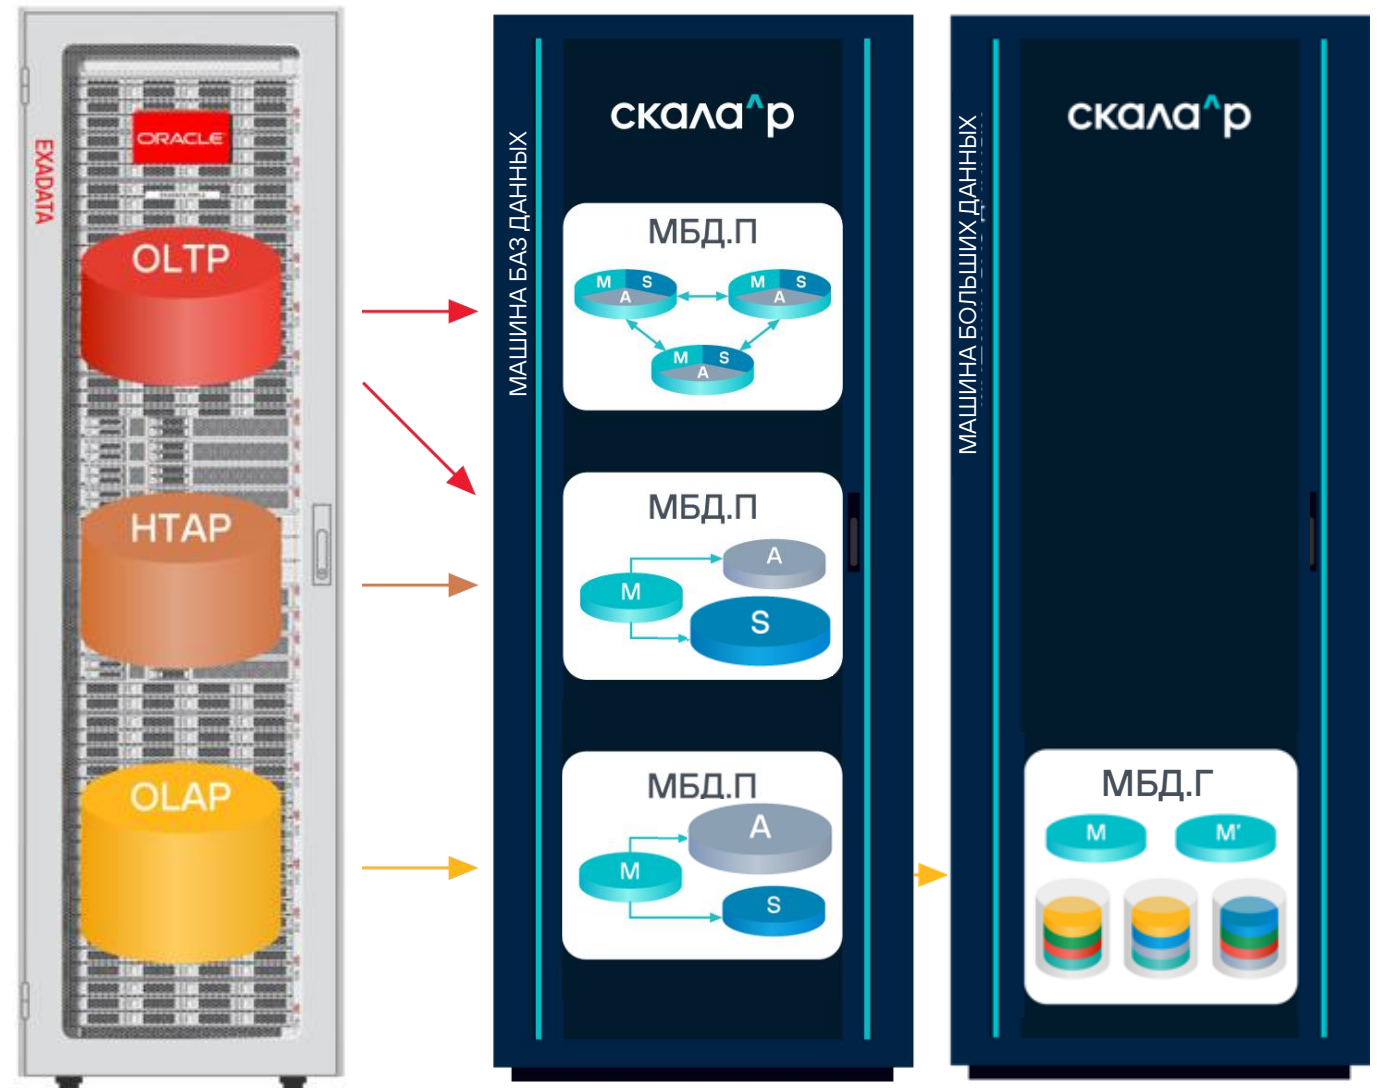 ORACLE
EXADATA
OLTP
HTAP
OLAP
МАШИНА БАЗ ДАННЫХ
скала^р
МБД.П
M S A
M S A
M S A
МБД.П
A
M
S
МБД.П
A
M
S
МАШИНА БОЛЬШИХ ДАННЫХ
скала^р
МБД.Г
M M'